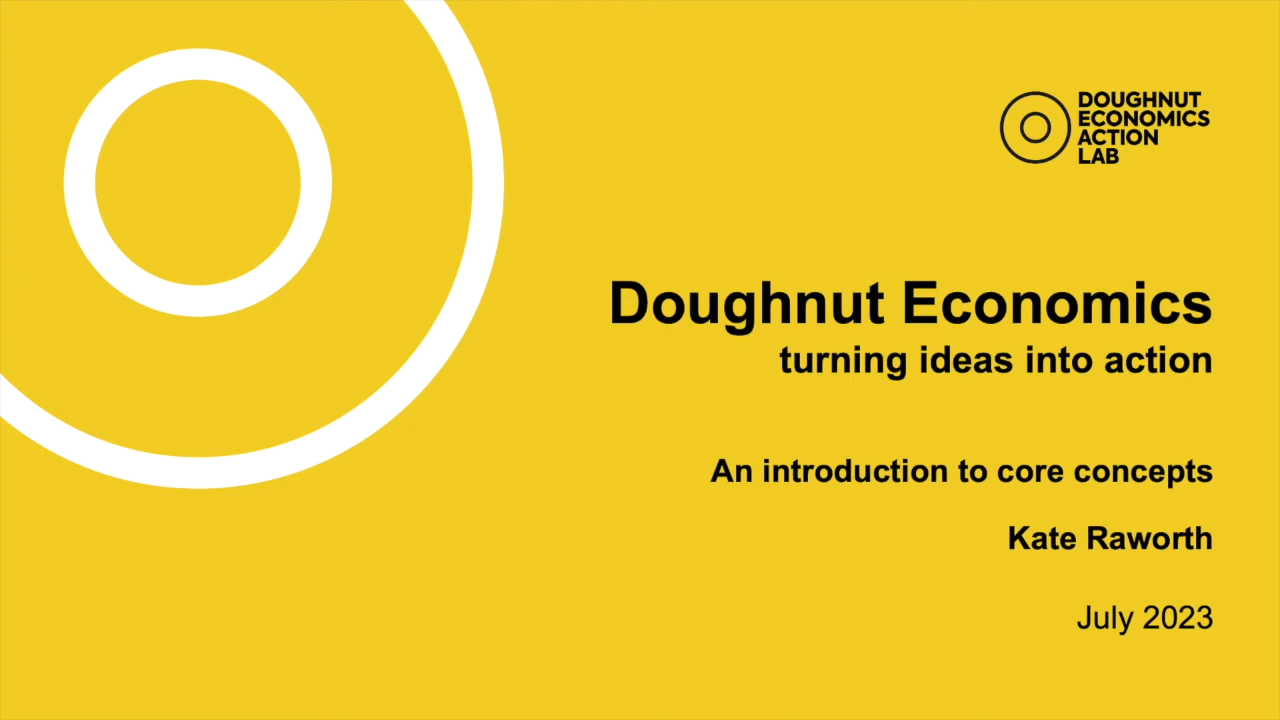 DOUGHNUT
ECONOMICS
ACTION
LAB
Doughnut Economics
turning ideas into action
An introduction to core concepts
Kate Raworth
July 2023